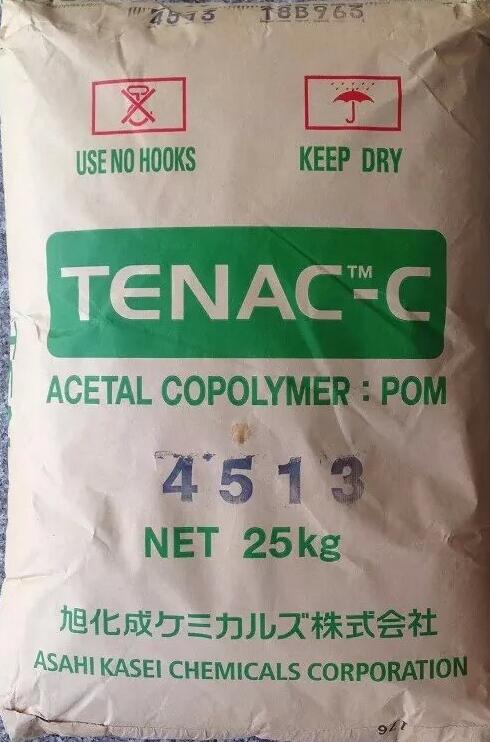 4513 18B963
USE NO HOOKS KEEP DRY
TENAC™-C
ACETAL COPOLYMER : POM
4513
NET 25kg
旭化成ケミカルズ株式会社
ASAHI KASEI CHEMICALS CORPORATION